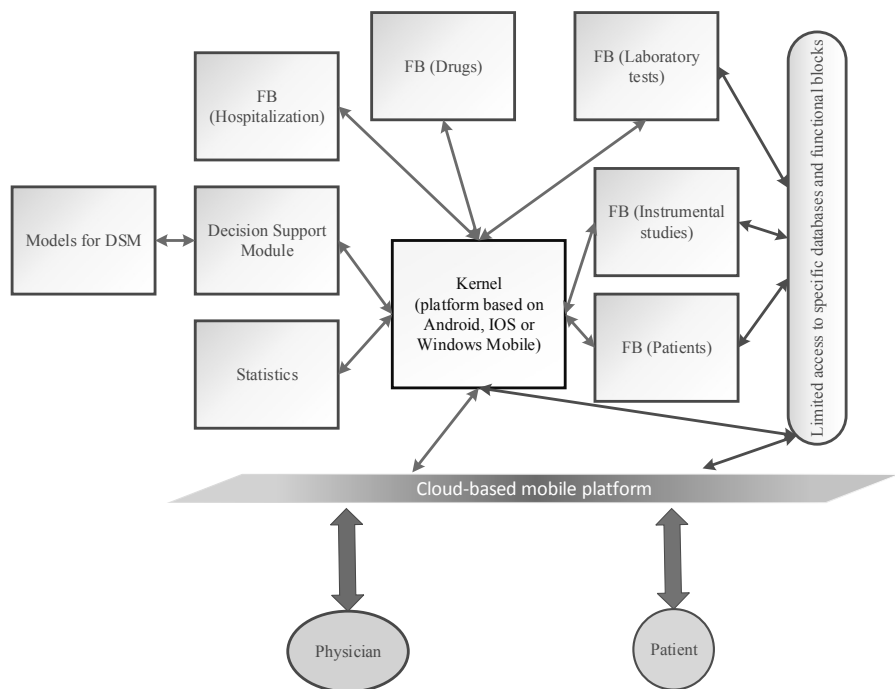 FB (Drugs)
FB (Laboratory
tests)
FB
(Hospitalization)
Limited access to specific databases and functional blocks
Models for DSM
Decision Support
Module
FB (Instrumental
studies)
Kernel
(platform based on
Android, IOS or
Windows Mobile)
FB (Patients)
Statistics
Cloud-based mobile platform
Physician
Patient